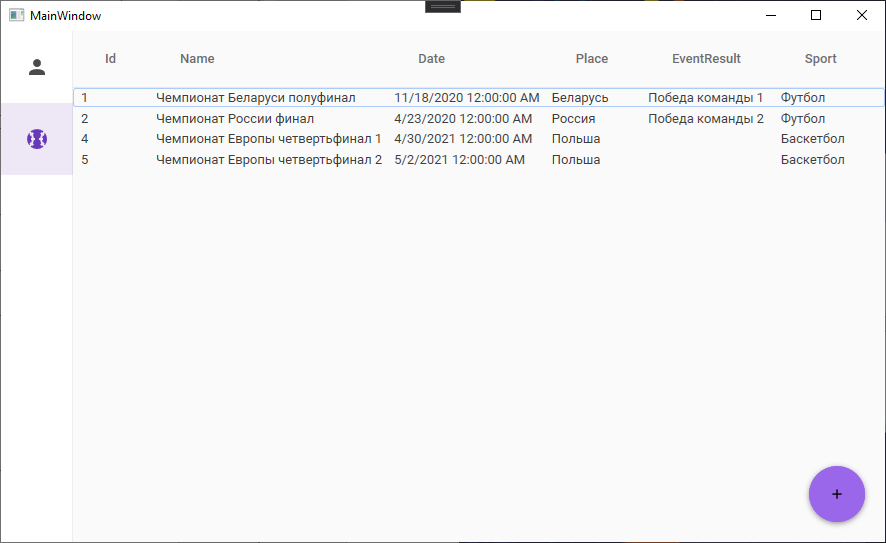 MainWindow
Id Name Date Place EventResult Sport
1 Чемпионат Беларуси полуфинал 11/18/2020 12:00:00 AM Беларусь Победа команды 1 Футбол
2 Чемпионат России финал 4/23/2020 12:00:00 AM Россия Победа команды 2 Футбол
4 Чемпионат Европы четвертьфинал 1 4/30/2021 12:00:00 AM Польша Баскетбол
5 Чемпионат Европы четвертьфинал 2 5/2/2021 12:00:00 AM Польша Баскетбол
+